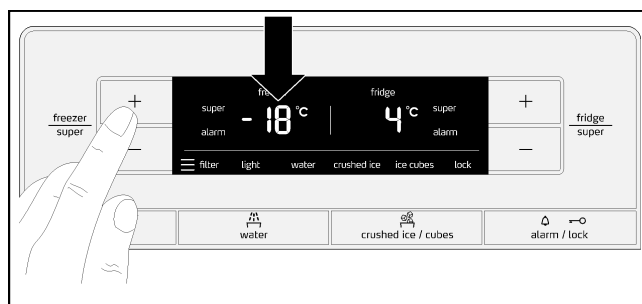 freezer
super
+
−
fre
super
alarm
-18°C
fridge
4°C
super
alarm
filter light water crushed ice ice cubes lock
+
−
fridge
super
water
crushed ice / cubes
alarm / lock